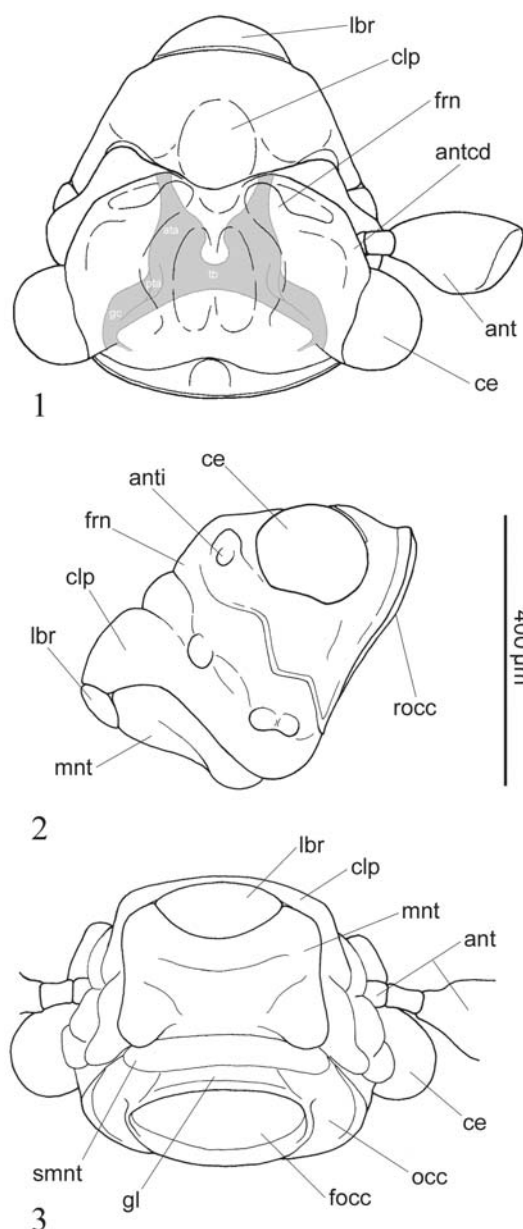 lbr
clp
frn
antcd
ata
pta
tb
gc
ant
ce
1
ce
anti
frn
clp
lbr
mnt
rocc
400 µm
2
lbr
clp
mnt
ant
ce
smnt
gl
focc
occ
3